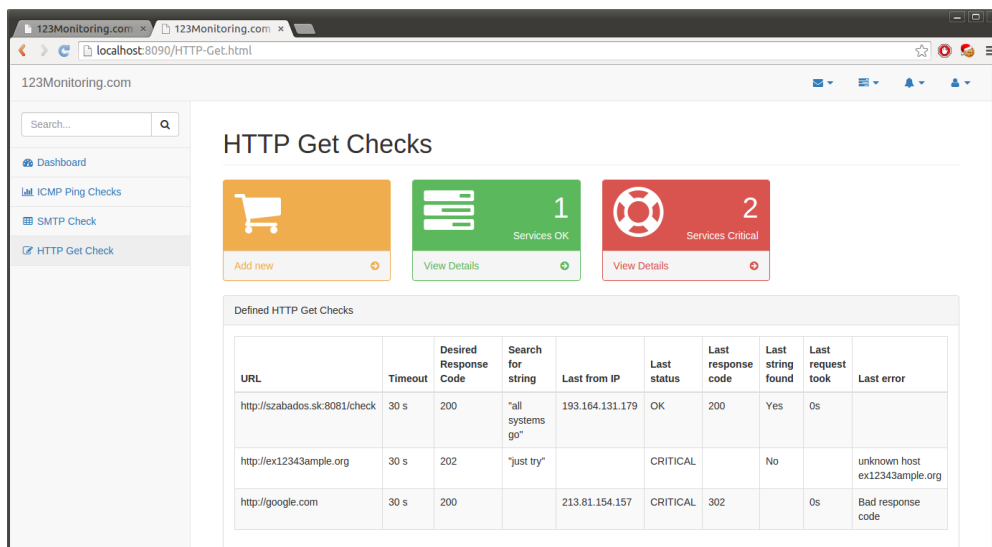 123Monitoring.com × 123Monitoring.com ×
localhost:8090/HTTP-Get.html
123Monitoring.com
Search...
Dashboard
ICMP Ping Checks
SMTP Check
HTTP Get Check
HTTP Get Checks
Add new
1
Services OK
View Details
2
Services Critical
View Details
Defined HTTP Get Checks
URL Timeout Desired Response Code Search for string Last from IP Last status Last response code Last string found Last request took Last error
http://szabados.sk:8081/check 30 s 200 "all systems go" 193.164.131.179 OK 200 Yes 0s
http://ex12343ample.org 30 s 202 "just try" CRITICAL No unknown host ex12343ample.org
http://google.com 30 s 200 213.81.154.157 CRITICAL 302 0s Bad response code